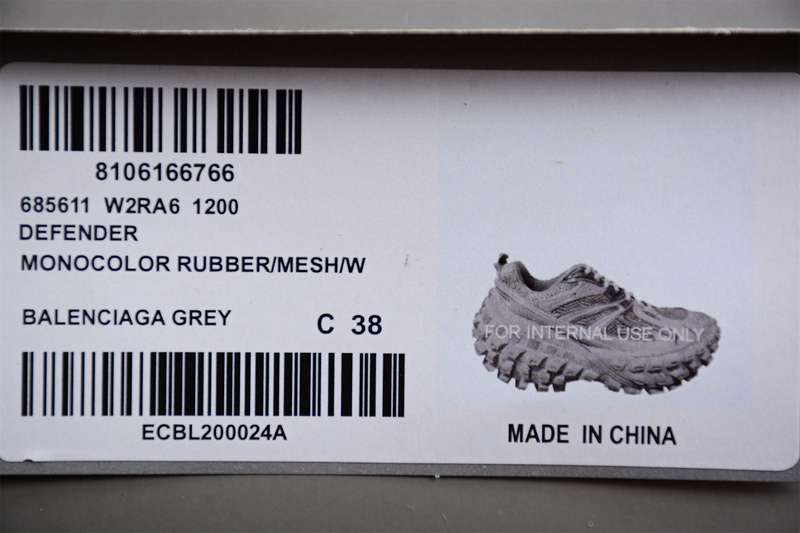 8106166766
685611 W2RA6 1200
DEFENDER
MONOCOLOR RUBBER/MESH/W
BALENCIAGA GREY
C 38
ECBL200024A
FOR INTERNAL USE ONLY
MADE IN CHINA